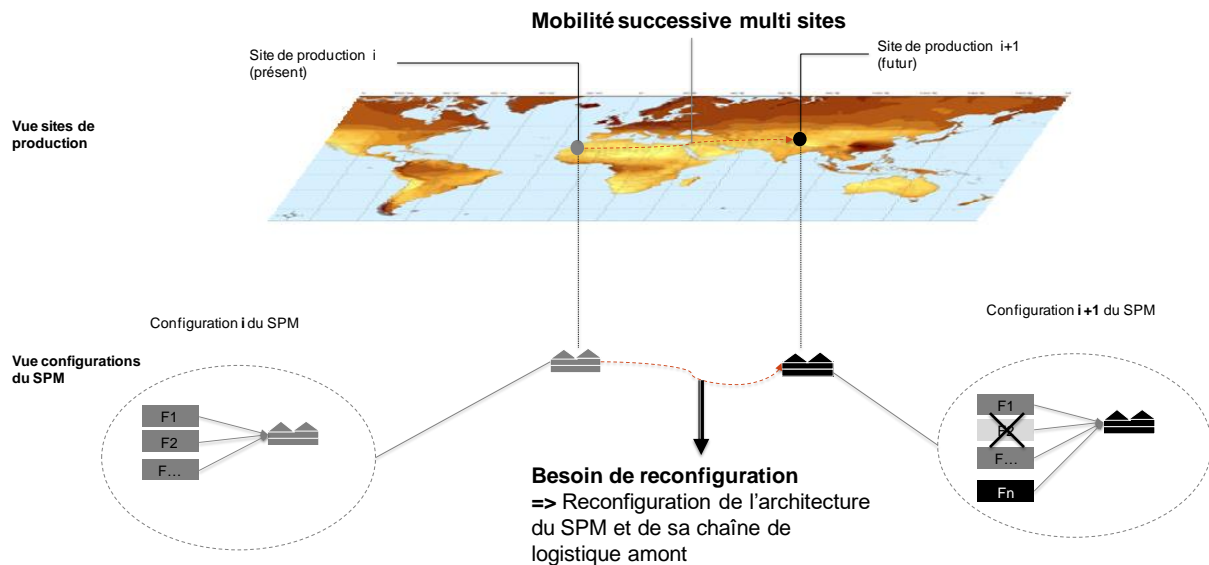 Mobilité successive multi sites
Site de production i
(présent)
Site de production i+1
(futur)
Vue sites de
production
Configuration i du SPM
Configuration i+1 du SPM
Vue configurations
du SPM
F1
F2
F…
F1
F2
F…
Fn
Besoin de reconfiguration
=> Reconfiguration de l’architecture
du SPM et de sa chaîne de
logistique amont